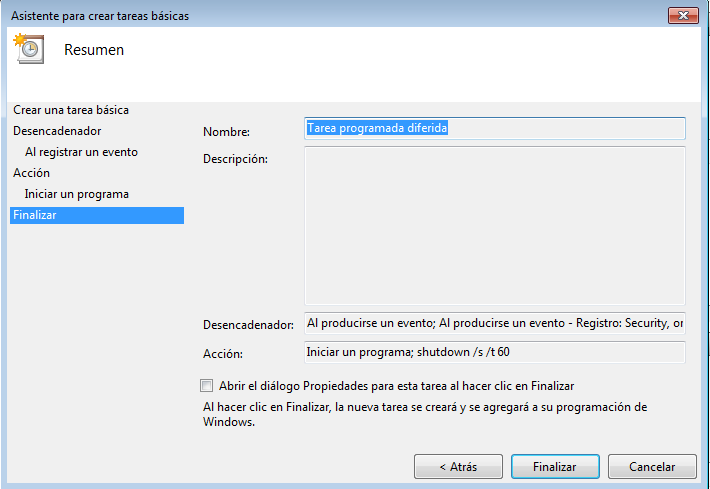 Asistente para crear tareas básicas
Resumen
Crear una tarea básica
Desencadenador
Al registrar un evento
Acción
Iniciar un programa
Finalizar
Nombre: Tarea programada diferida
Descripción:
Desencadenador: Al producirse un evento; Al producirse un evento - Registro: Security, or
Acción: Iniciar un programa; shutdown /s /t 60
Abrir el diálogo Propiedades para esta tarea al hacer clic en Finalizar
Al hacer clic en Finalizar, la nueva tarea se creará y se agregará a su programación de
Windows.
< Atrás Finalizar Cancelar